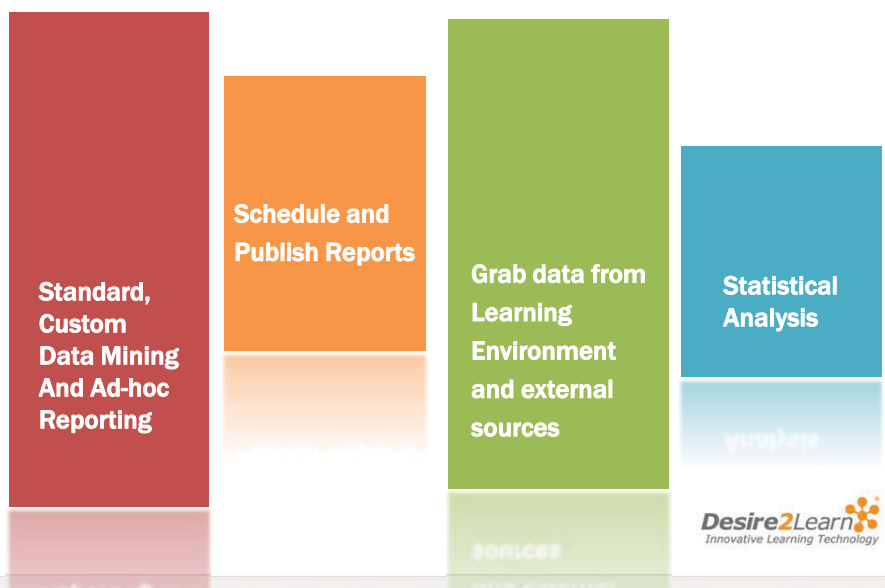 Standard,
Custom
Data Mining
And Ad-hoc
Reporting
Schedule and
Publish Reports
Grab data from
Learning
Environment
and external
sources
Statistical
Analysis
Desire2Learn
Innovative Learning Technology